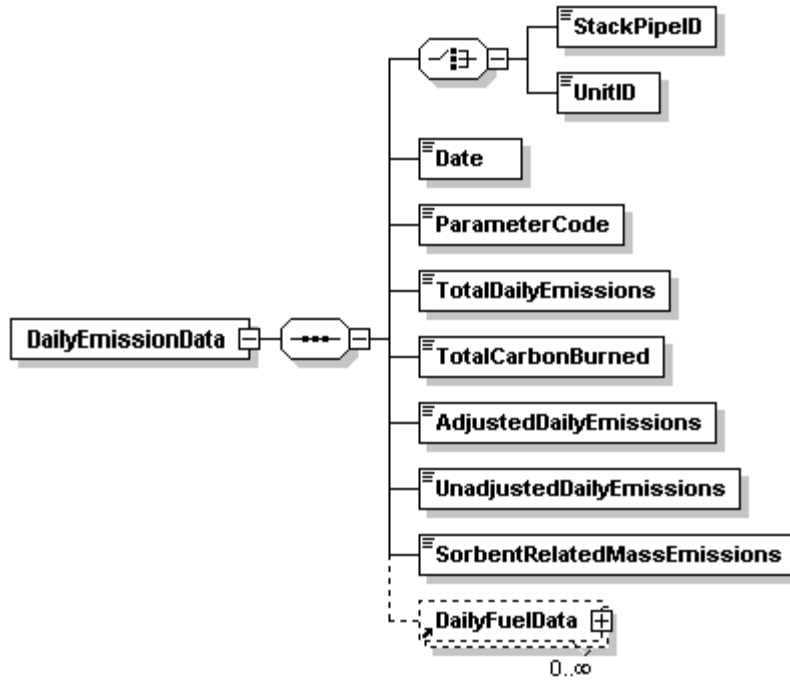 StackPipeID
UnitID
Date
ParameterCode
TotalDailyEmissions
DailyEmissionData
TotalCarbonBurned
AdjustedDailyEmissions
UnadjustedDailyEmissions
SorbentRelatedMassEmissions
DailyFuelData
0..∞